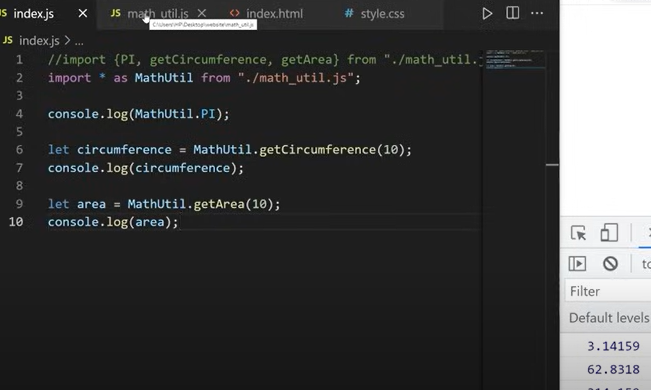 JS index.js JS math_util.js <> index.html # style.css
C:\Users\HP\Desktop\website\math_util.js
JS index.js > ...
1 //import {PI, getCircumference, getArea} from "./math_util.
2 import * as MathUtil from "./math_util.js";
3
4 console.log(MathUtil.PI);
5
6 let circumference = MathUtil.getCircumference(10);
7 console.log(circumference);
8
9 let area = MathUtil.getArea(10);
10 console.log(area);
to
Filter
Default levels
3.14159
62.8318
314.159